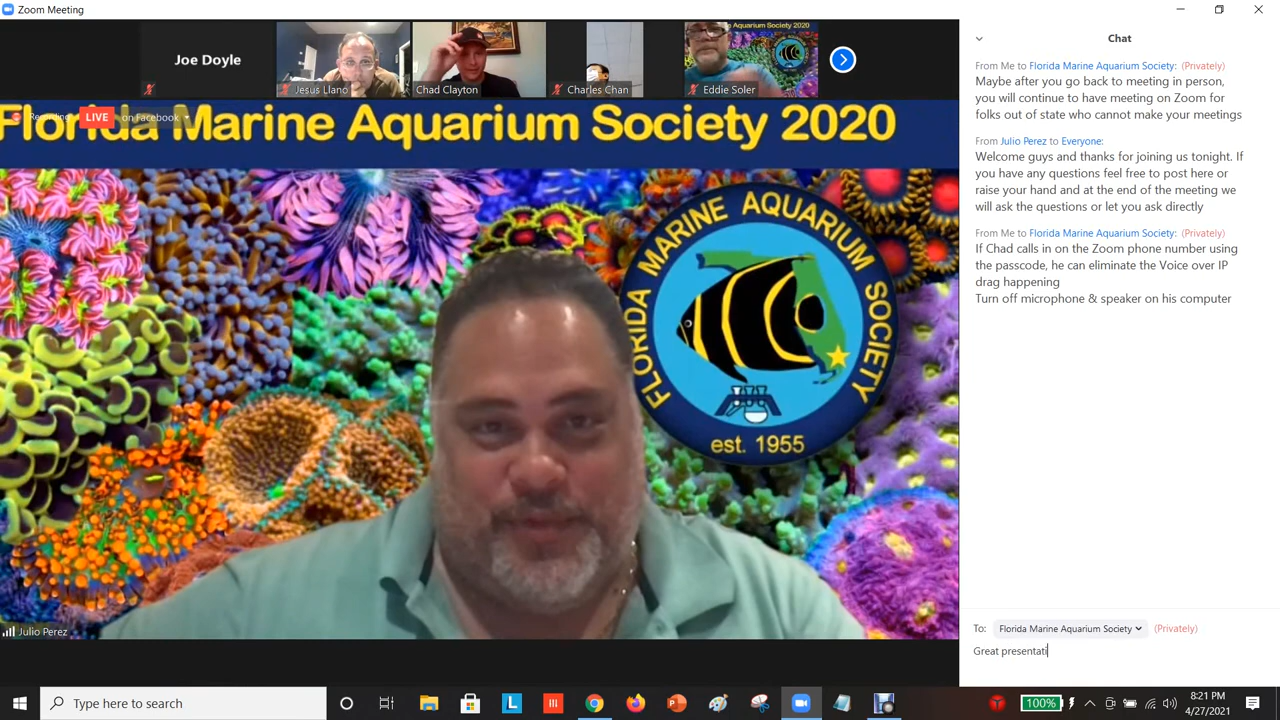 Zoom Meeting
Joe Doyle
Jesus Llano
Chad Clayton
Charles Chan
Eddie Soler
Aquarium Society 2020
Recording
LIVE
on Facebook
Florida Marine Aquarium Society 2020
FLORIDA MARINE AQUARIUM SOCIETY
est. 1955
Julio Perez
Chat
From Me to Florida Marine Aquarium Society: (Privately)
Maybe after you go back to meeting in person,
you will continue to have meeting on Zoom for
folks out of state who cannot make your meetings
From Julio Perez to Everyone:
Welcome guys and thanks for joining us tonight. If
you have any questions feel free to post here or
raise your hand and at the end of the meeting we
will ask the questions or let you ask directly
From Me to Florida Marine Aquarium Society: (Privately)
If Chad calls in on the Zoom phone number using
the passcode, he can eliminate the Voice over IP
drag happening
Turn off microphone & speaker on his computer
To: Florida Marine Aquarium Society (Privately)
Great presentati
Type here to search
100%
8:21 PM
4/27/2021